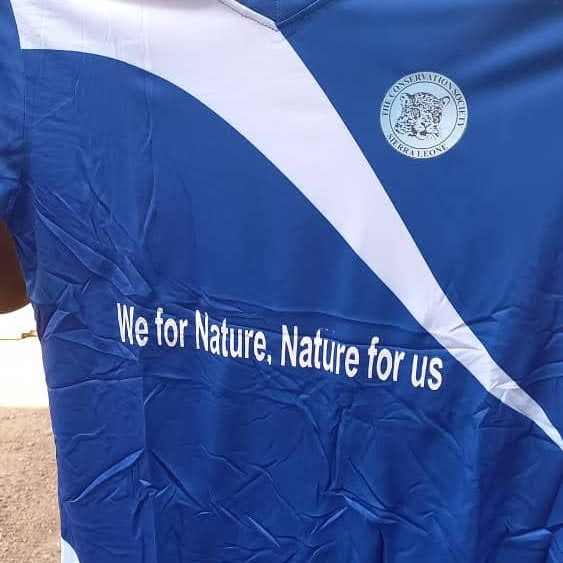 THE CONSERVATION SOCIETY
SIERRA LEONE
We for Nature, Nature for us